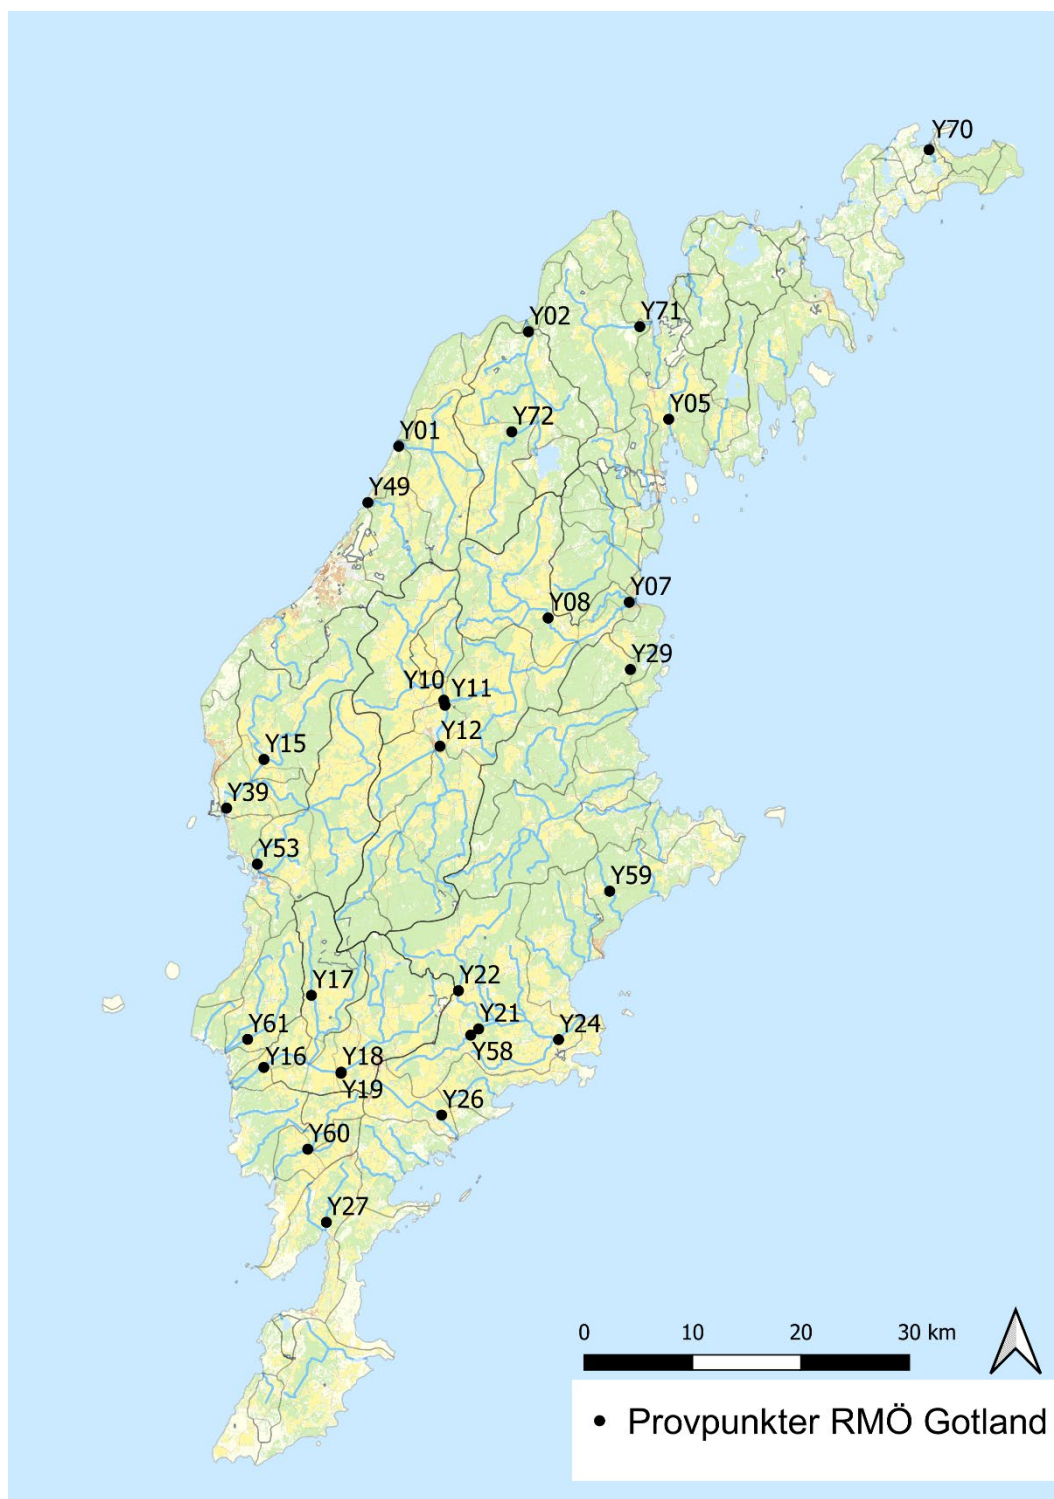 Y70
Y02
Y71
Y05
Y72
Y01
Y49
Y07
Y08
Y29
Y10
Y11
Y12
Y15
Y39
Y53
Y59
Y22
Y17
Y21
Y24
Y61
Y58
Y16
Y18
Y19
Y26
Y60
Y27
0 10 20 30 km
• Provpunkter RMÖ Gotland